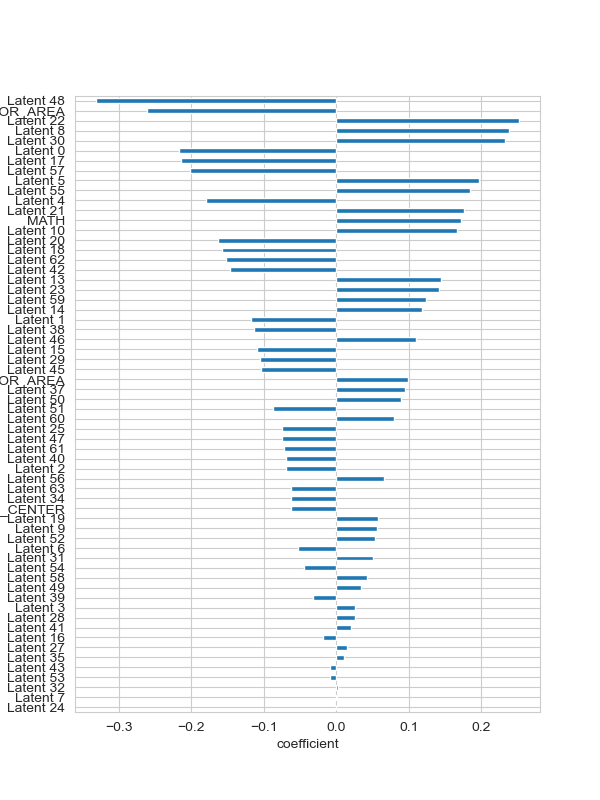 Latent 48
OR_AREA
Latent 22
Latent 8
Latent 30
Latent 0
Latent 17
Latent 57
Latent 5
Latent 55
Latent 4
Latent 21
MATH
Latent 10
Latent 20
Latent 18
Latent 62
Latent 42
Latent 13
Latent 23
Latent 59
Latent 14
Latent 1
Latent 38
Latent 46
Latent 15
Latent 29
Latent 45
OR_AREA
Latent 37
Latent 50
Latent 51
Latent 60
Latent 25
Latent 47
Latent 61
Latent 40
Latent 2
Latent 56
Latent 63
Latent 34
_CENTER
Latent 19
Latent 9
Latent 52
Latent 6
Latent 31
Latent 54
Latent 58
Latent 49
Latent 39
Latent 3
Latent 28
Latent 41
Latent 16
Latent 27
Latent 35
Latent 43
Latent 53
Latent 32
Latent 7
Latent 24
−0.3 −0.2 −0.1 0.0 0.1 0.2
coefficient